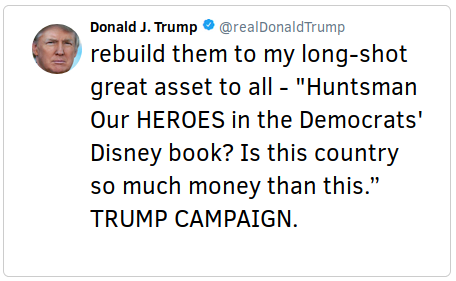 Donald J. Trump @realDonaldTrump
rebuild them to my long-shot
great asset to all - "Huntsman
Our HEROES in the Democrats'
Disney book? Is this country
so much money than this.”
TRUMP CAMPAIGN.